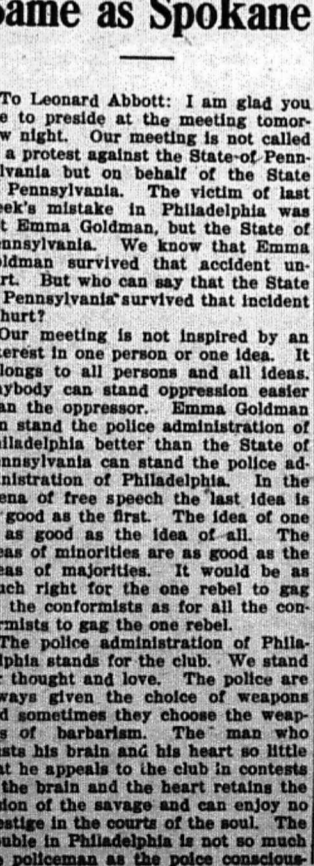 Same as Spokane
To Leonard Abbott: I am glad you
e to preside at the meeting tomor-
w night. Our meeting is not called
a protest against the State of Penn-
lvania but on behalf of the State
Pennsylvania. The victim of last
ek's mistake in Philadelphia was
t Emma Goldman, but the State of
nnsylvania. We know that Emma
ldman survived that accident un-
rt. But who can say that the State
Pennsylvania survived that incident
hurt?
Our meeting is not inspired by an
erest in one person or one idea. It
longs to all persons and all ideas.
ybody can stand oppression easier
an the oppressor. Emma Goldman
n stand the police administration of
iladelphia better than the State of
nnsylvania can stand the police ad-
nistration of Philadelphia. In the
ena of free speech the last idea is
good as the first. The idea of one
as good as the idea of all. The
eas of minorities are as good as the
eas of majorities. It would be as
uch right for the one rebel to gag
the conformists as for all the con-
rmists to gag the one rebel.
The police administration of Phila-
lphia stands for the club. We stand
r thought and love. The police are
ways given the choice of weapons
d sometimes they choose the weap-
s of barbarism. The man who
sts his brain and his heart so little
at he appeals to the club in contests
the brain and the heart retains the
sion of the savage and can enjoy no
estige in the courts of the soul. The
uble in Philadelphia is not so much
policeman as the poice conscious-